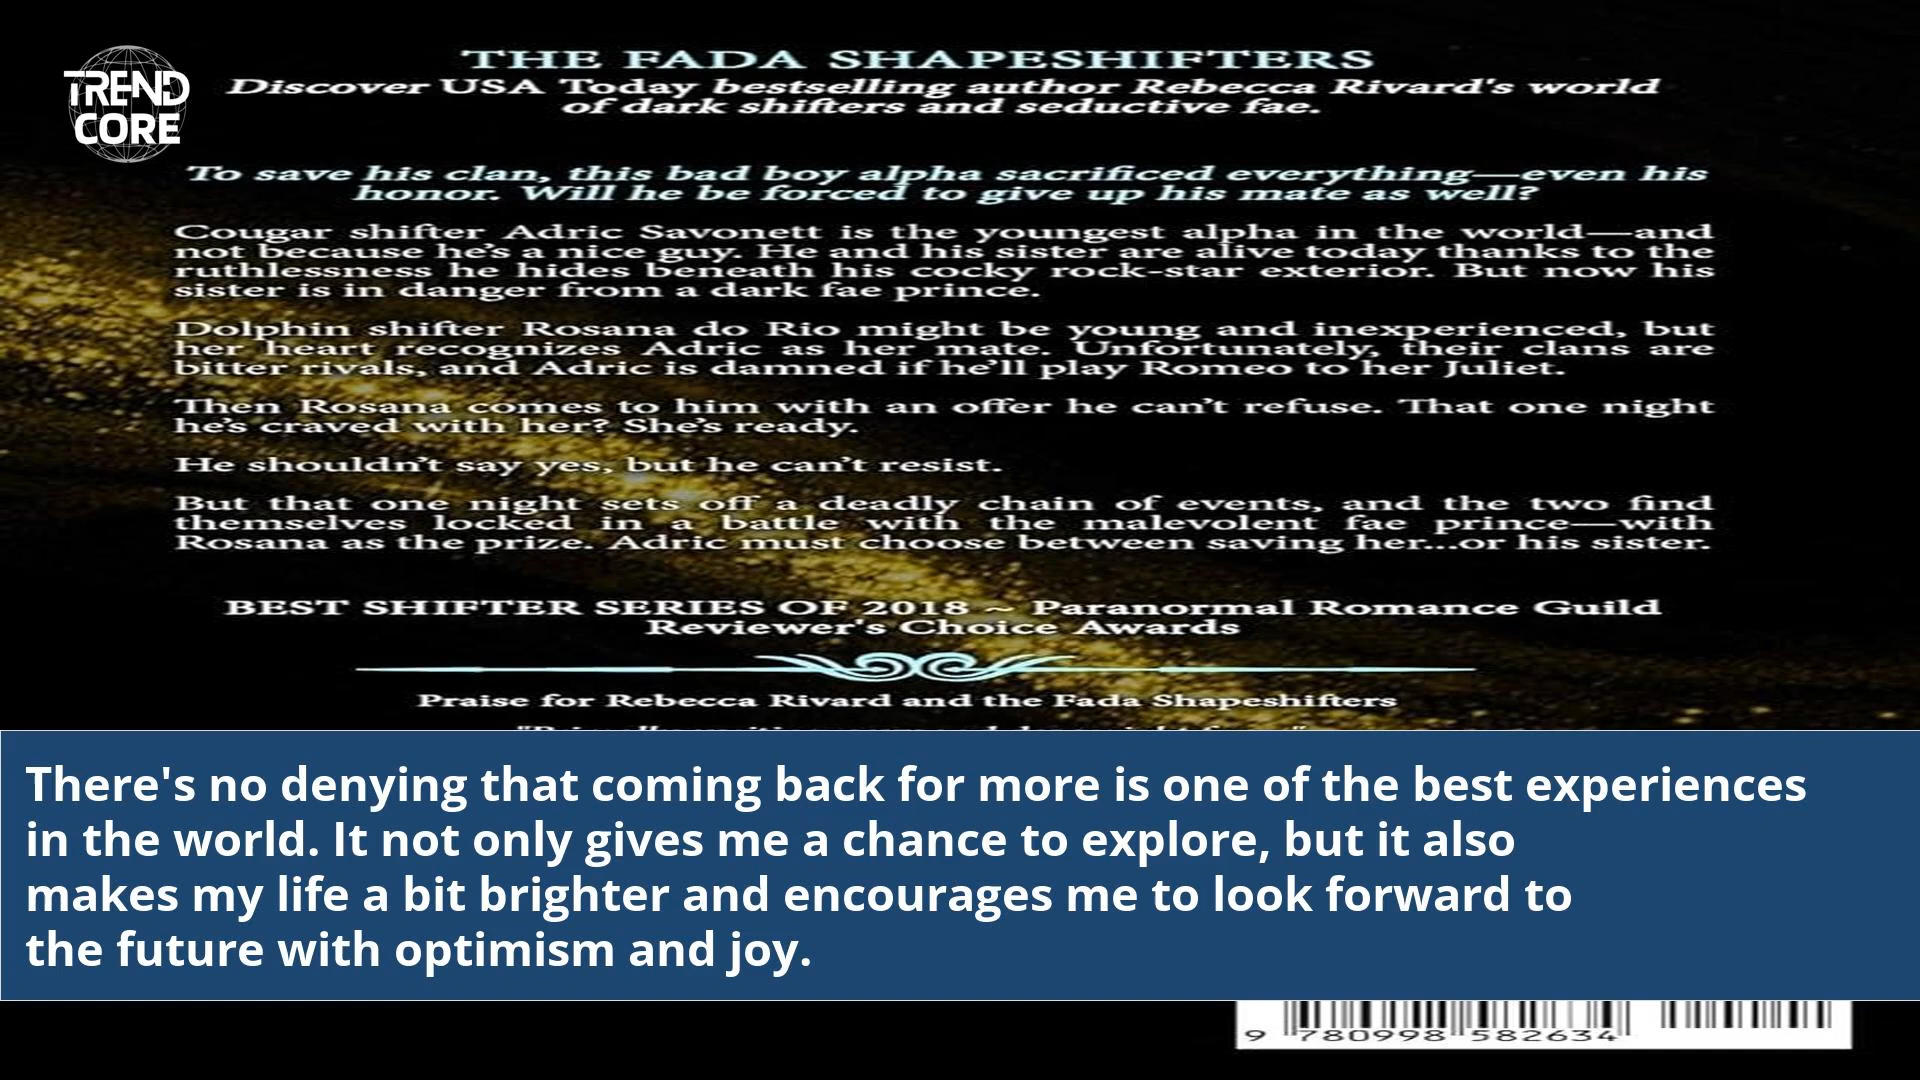 TREND
CORE
THE FADA SHAPESHIFTERS
Discover USA Today bestselling author Rebecca Rivard's world
of dark shifters and seductive fae.
To save his clan, this bad boy alpha sacrificed everything—even his
honor. Will he be forced to give up his mate as well?
Cougar shifter Adric Savonett is the youngest alpha in the world—and
not because he's a nice guy. He and his sister are alive today thanks to the
ruthlessness he hides beneath his cocky rock-star exterior. But now his
sister is in danger from a dark fae prince.
Dolphin shifter Rosana do Rio might be young and inexperienced, but
her heart recognizes Adric as her mate. Unfortunately, their clans are
bitter rivals, and Adric is damned if he'll play Romeo to her Juliet.
Then Rosana comes to him with an offer he can't refuse. That one night
he's craved with her? She's ready.
He shouldn't say yes, but he can't resist.
But that one night sets off a deadly chain of events, and the two find
themselves locked in a battle with the malevolent fae prince—with
Rosana as the prize. Adric must choose between saving her...or his sister.
BEST SHIFTER SERIES OF 2018 ~ Paranormal Romance Guild
Reviewer's Choice Awards
Praise for Rebecca Rivard and the Fada Shapeshifters
There's no denying that coming back for more is one of the best experiences
in the world. It not only gives me a chance to explore, but it also
makes my life a bit brighter and encourages me to look forward to
the future with optimism and joy.
9 780998 582634